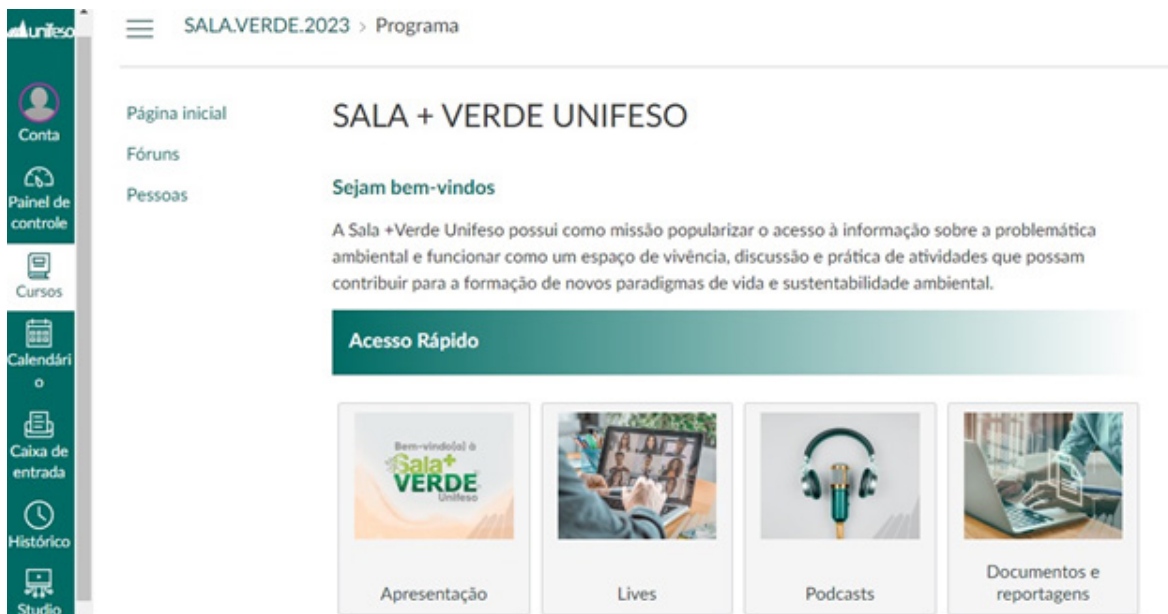 unifeso
SALA.VERDE.2023 > Programa
Conta
Painel de
controle
Cursos
Calendári
o
Caixa de
entrada
Histórico
Studio
Página inicial
Fóruns
Pessoas
SALA + VERDE UNIFESO
Sejam bem-vindos
A Sala +Verde Unifeso possui como missão popularizar o acesso à informação sobre a problemática
ambiental e funcionar como um espaço de vivência, discussão e prática de atividades que possam
contribuir para a formação de novos paradigmas de vida e sustentabilidade ambiental.
Acesso Rápido
Bem-vindo(a) à
Sala+
VERDE
Unifeso
Apresentação
Lives
Podcasts
Documentos e
reportagens